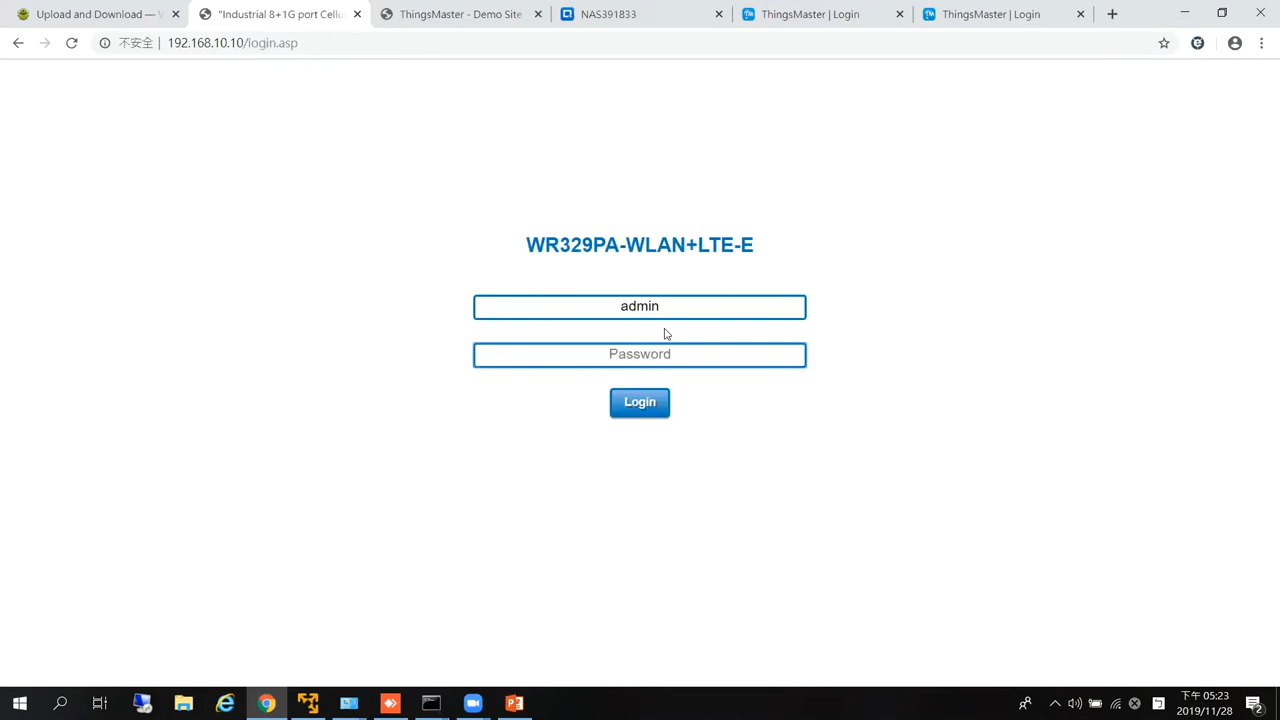 Upload and Download — W
"Industrial 8+1G port Cellu
ThingsMaster - Demo Site
NAS391833
ThingsMaster | Login
ThingsMaster | Login
不安全 | 192.168.10.10/login.asp
WR329PA-WLAN+LTE-E
admin
Password
Login
下午 05:23
2019/11/28
2